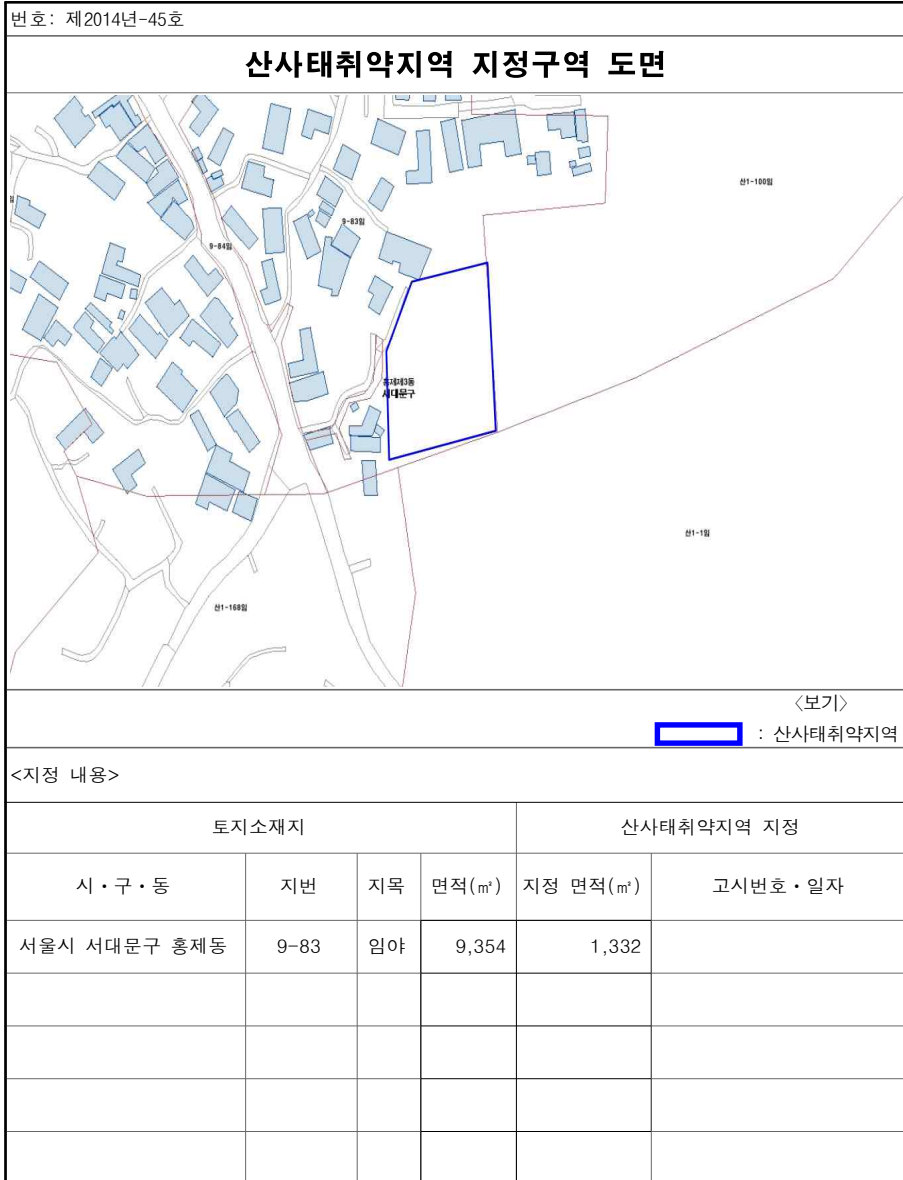 번호: 제2014년-45호
산사태취약지역 지정구역 도면
산1-100임
9-83임
9-84임
홍제제3동
서대문구
산1-1임
산1-168임
〈보기〉
: 산사태취약지역
<지정 내용>
토지소재지 산사태취약지역 지정
시・구・동 지번 지목 면적(㎡) 지정 면적(㎡) 고시번호・일자
서울시 서대문구 홍제동 9-83 임야 9,354 1,332